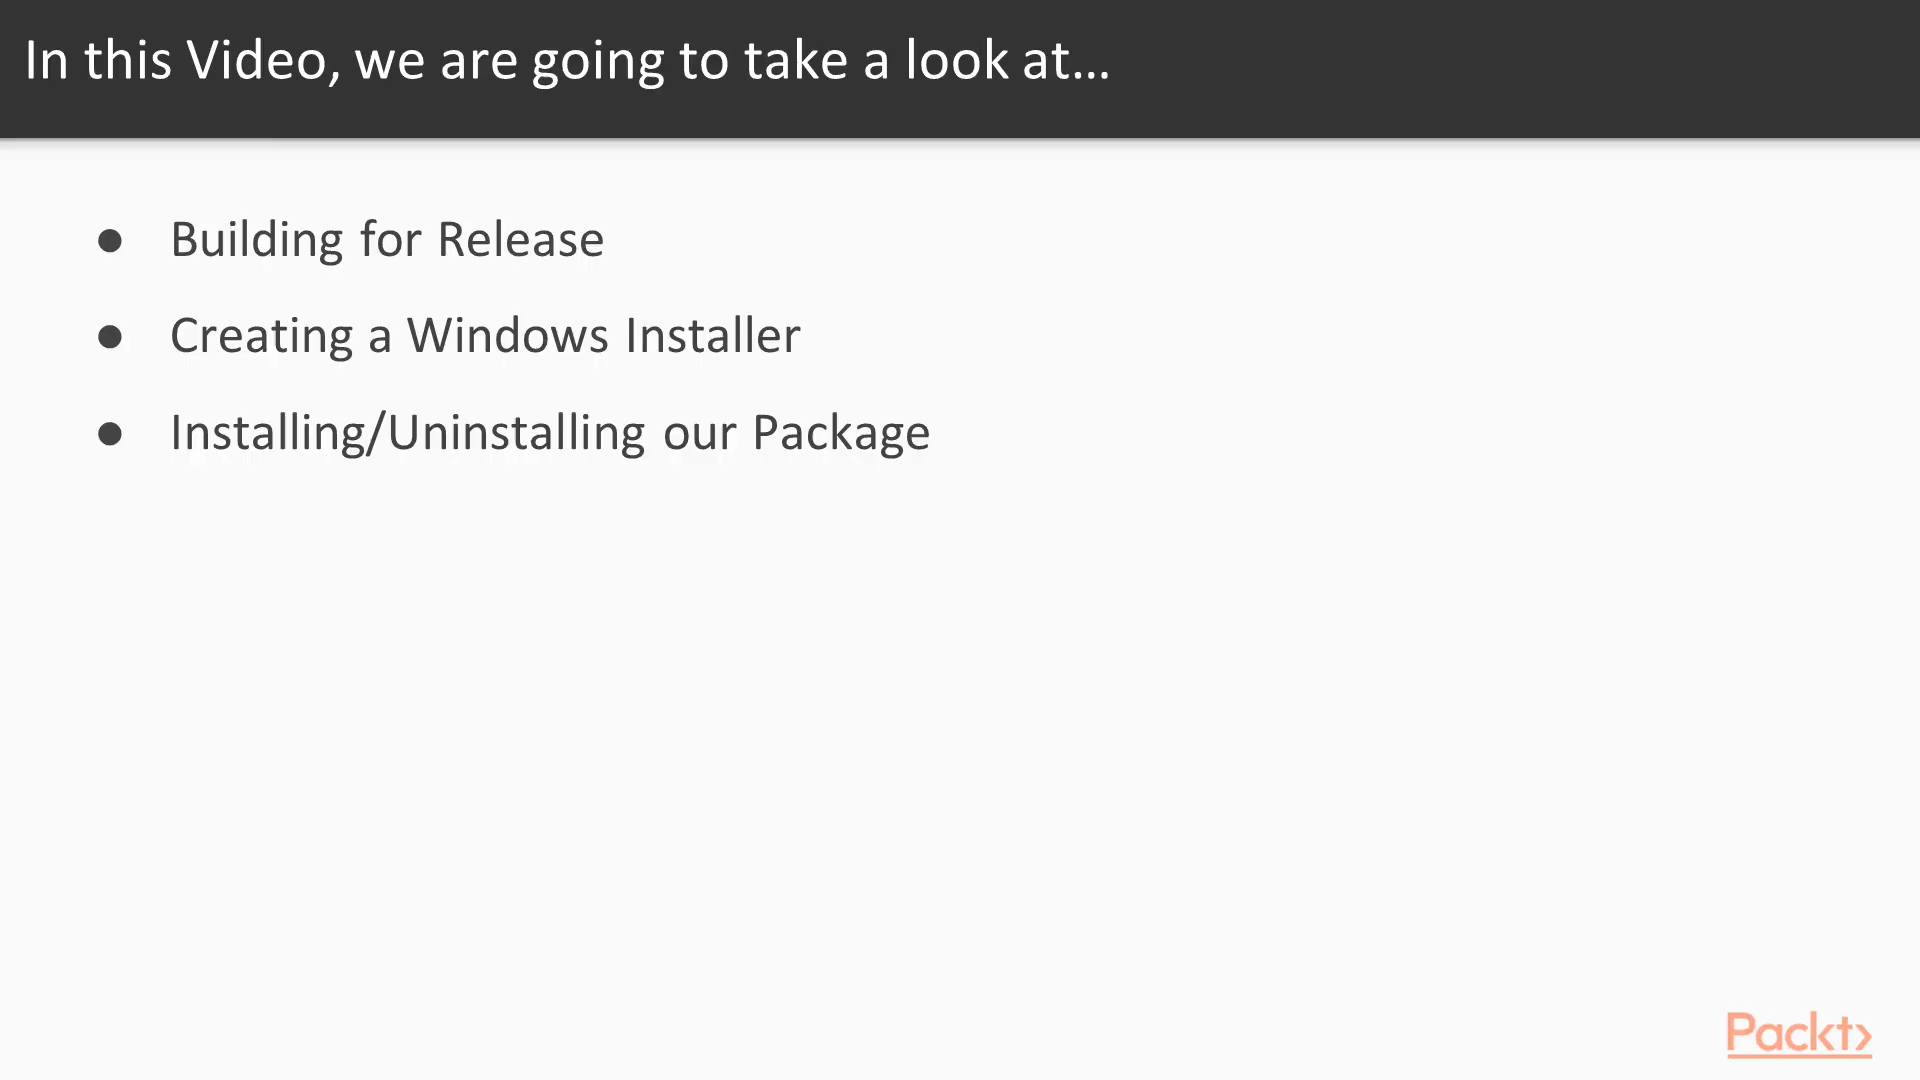 In this Video, we are going to take a look at...
● Building for Release
● Creating a Windows Installer
● Installing/Uninstalling our Package
Packt>